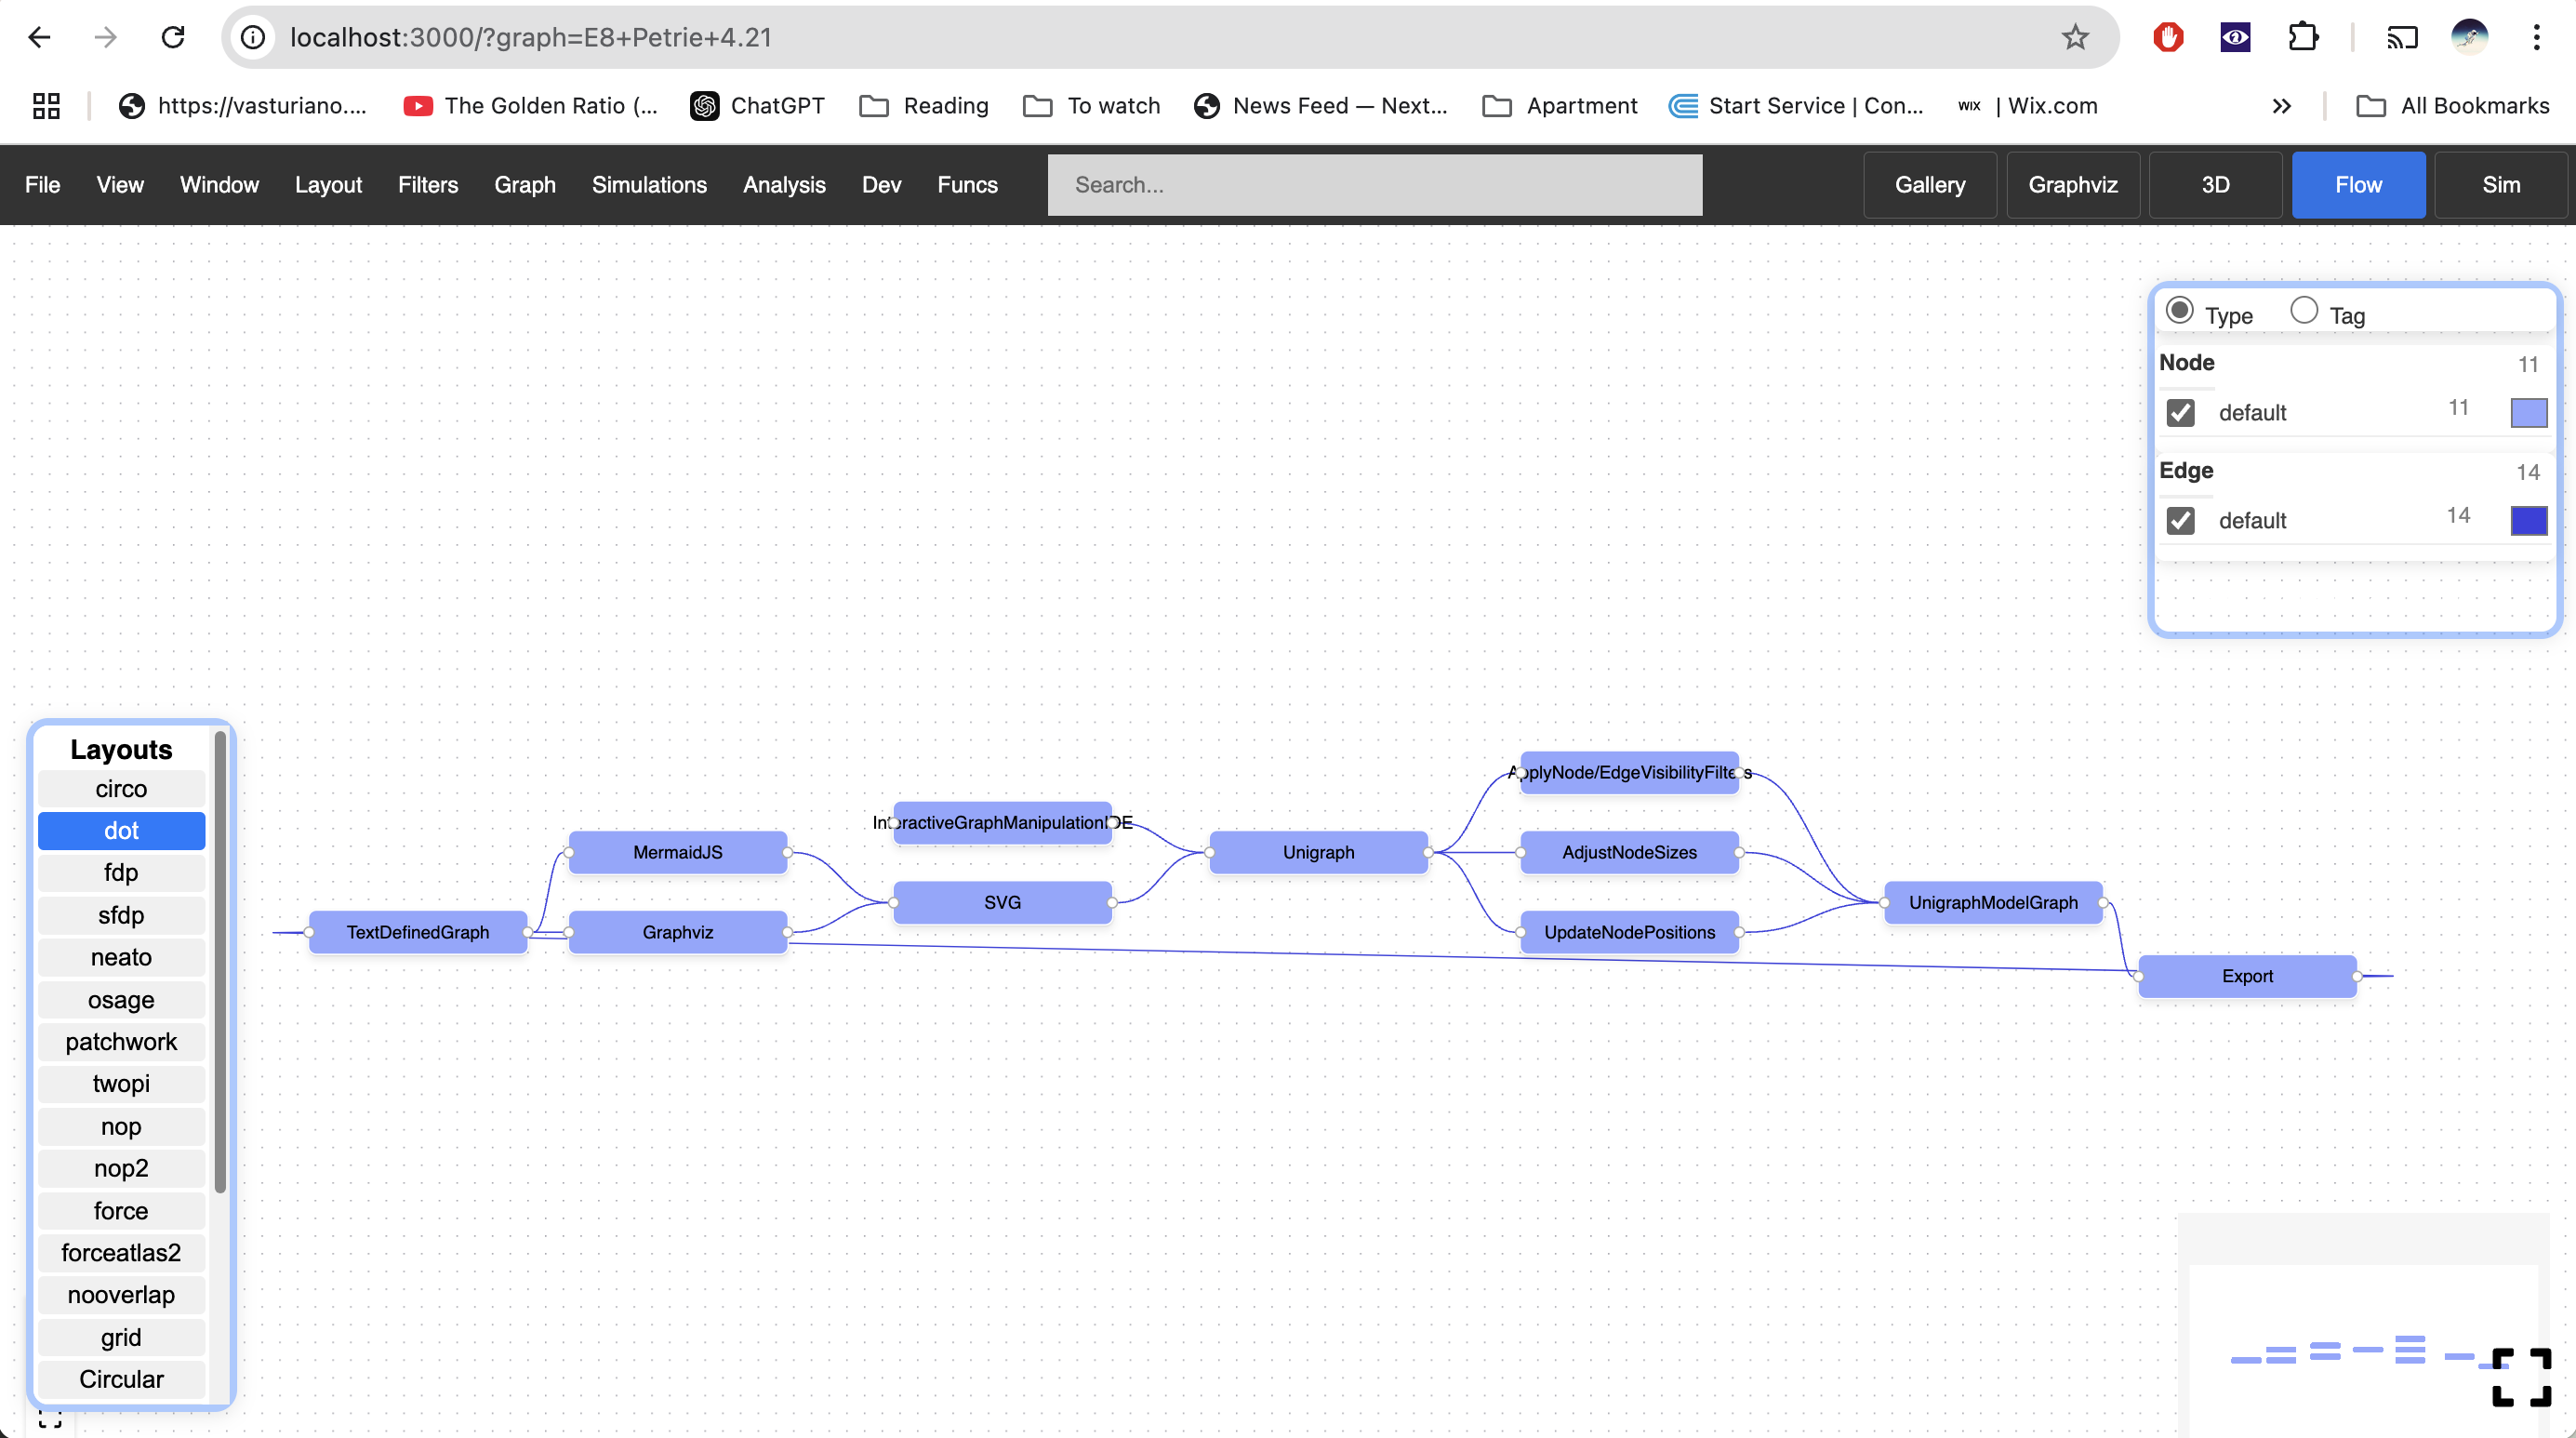 localhost:3000/?graph=E8+Petrie+4.21
https://vasturiano.... The Golden Ratio (... ChatGPT Reading To watch News Feed — Next... Apartment Start Service | Con... WIX | Wix.com » All Bookmarks
File View Window Layout Filters Graph Simulations Analysis Dev Funcs Search... Gallery Graphviz 3D Flow Sim
Type Tag
Node 11
default 11
Edge 14
default 14
Layouts
circo
dot
fdp
sfdp
neato
osage
patchwork
twopi
nop
nop2
force
forceatlas2
nooverlap
grid
Circular
TextDefinedGraph
MermaidJS
Graphviz
InteractiveGraphManipulationIDE
SVG
Unigraph
ApplyNode/EdgeVisibilityFilters
AdjustNodeSizes
UpdateNodePositions
UnigraphModelGraph
Export